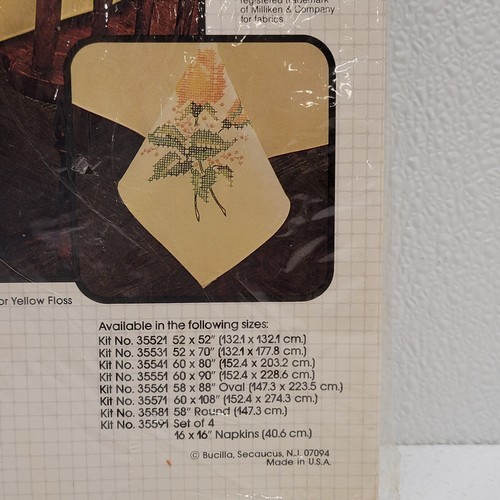 registered trademark
of Milliken & Company
for fabrics.
or Yellow Floss
Available in the following sizes:
Kit No. 35521 52 x 52" (132.1 x 132.1 cm.)
Kit No. 35531 52 x 70" (132.1 x 177.8 cm.)
Kit No. 35541 60 x 80" (152.4 x 203.2 cm.)
Kit No. 35551 60 x 90" (152.4 x 228.6 cm.)
Kit No. 35561 58 x 88" Oval (147.3 x 223.5 cm.)
Kit No. 35571 60 x 108" (152.4 x 274.3 cm.)
Kit No. 35581 58" Round (147.3 cm.)
Kit No. 35591 Set of 4
16 x 16" Napkins (40.6 cm.)
© Bucilla, Secaucus, N.J. 07094
Made in U.S.A.